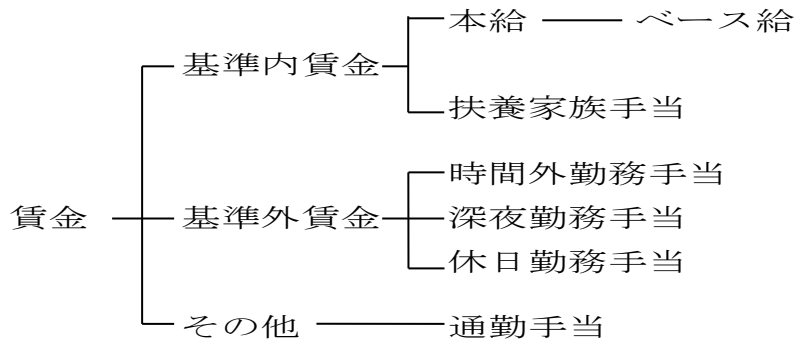 本給 ベース給
基準内賃金
扶養家族手当
時間外勤務手当
賃金 基準外賃金 深夜勤務手当
休日勤務手当
その他 通勤手当